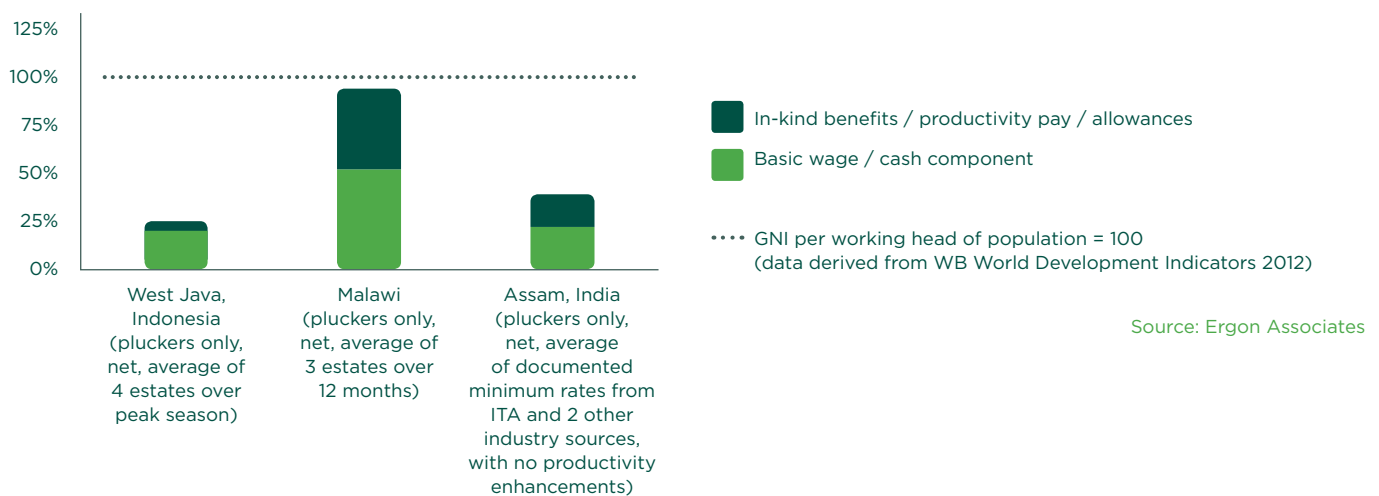 125%
100%
75%
50%
25%
0%
West Java,
Indonesia
(pluckers only,
net, average of
4 estates over
peak season)
Malawi
(pluckers only,
net, average of
3 estates over
12 months)
Assam, India
(pluckers only,
net, average
of documented
minimum rates from
ITA and 2 other
industry sources,
with no productivity
enhancements)
In-kind benefits / productivity pay / allowances
Basic wage / cash component
GNI per working head of population = 100
(data derived from WB World Development Indicators 2012)
Source: Ergon Associates